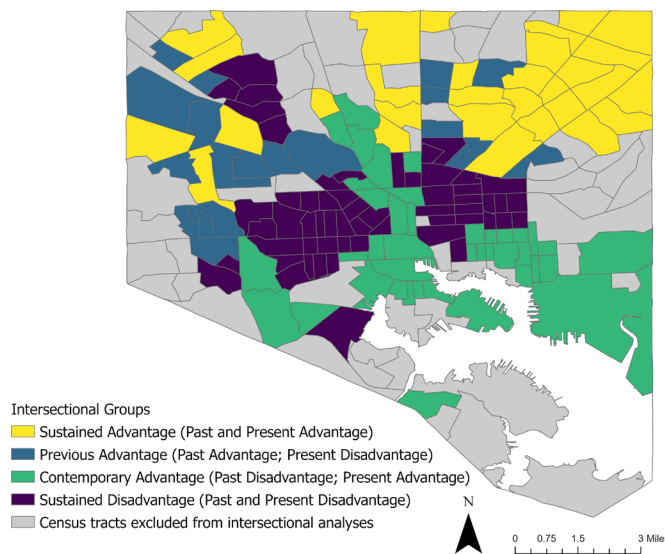 Intersectional Groups
Sustained Advantage (Past and Present Advantage)
Previous Advantage (Past Advantage; Present Disadvantage)
Contemporary Advantage (Past Disadvantage; Present Advantage)
Sustained Disadvantage (Past and Present Disadvantage)
Census tracts excluded from intersectional analyses
N
0 0.75 1.5 3 Miles